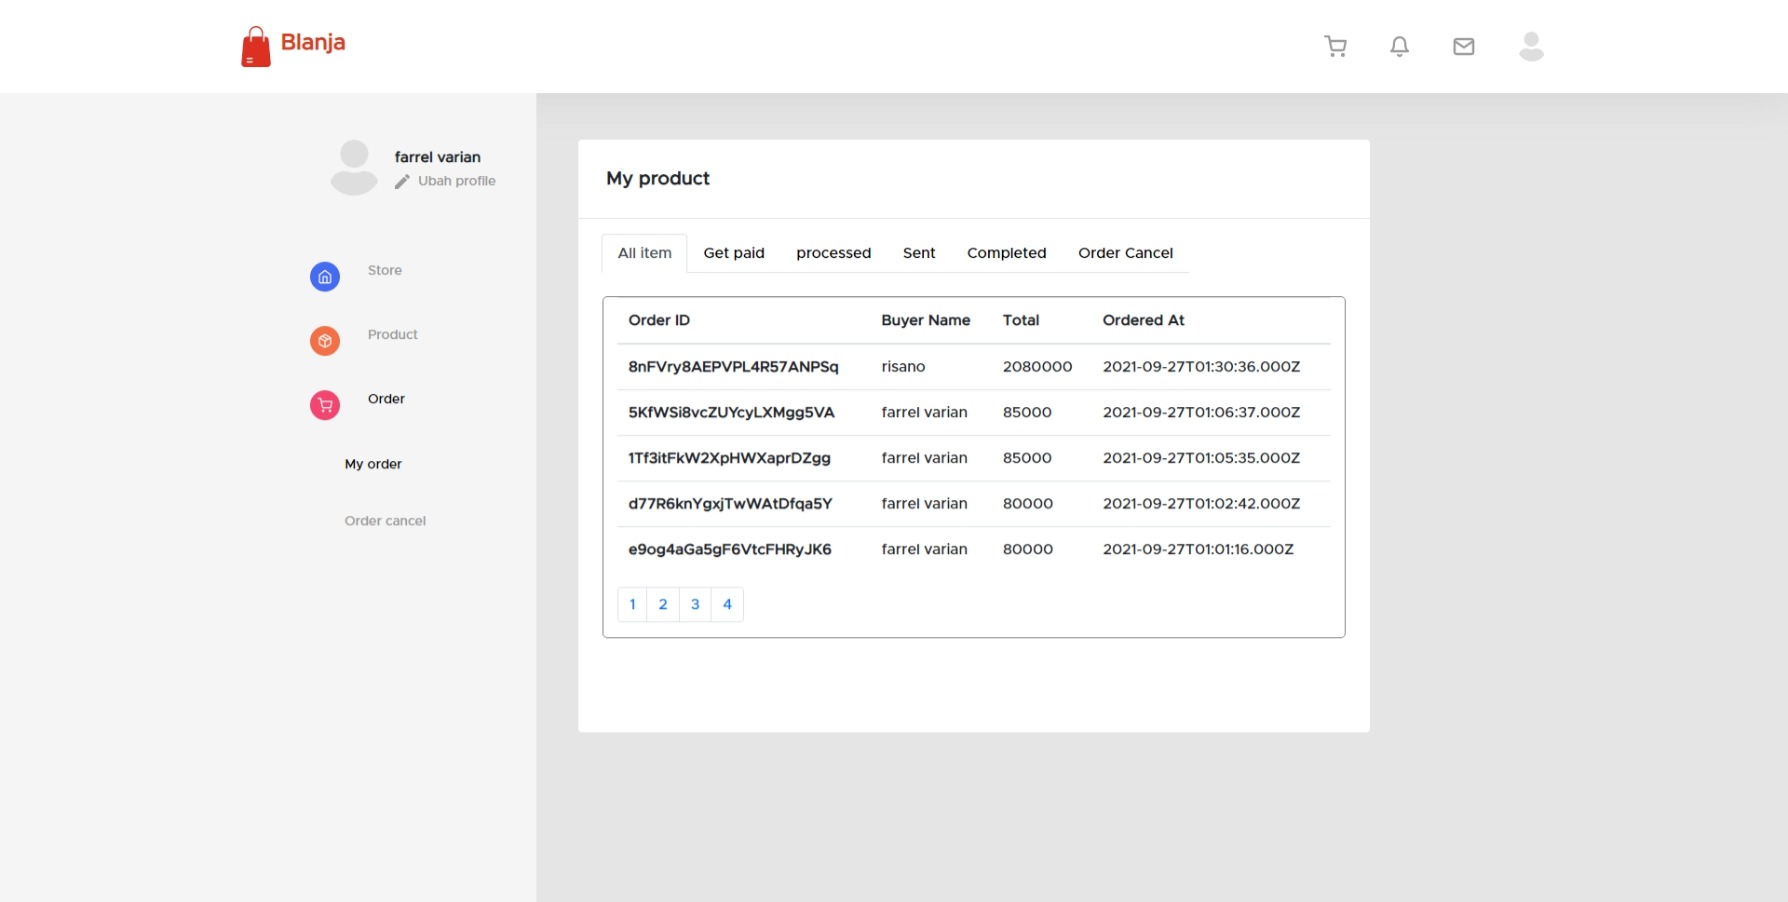 Blanja
farrel varian
Ubah profile
Store
Product
Order
My order
Order cancel
My product
All item Get paid processed Sent Completed Order Cancel
Order ID Buyer Name Total Ordered At
8nFVry8AEPVPL4R57ANPSq risano 2080000 2021-09-27T01:30:36.000Z
5KfWSi8vcZUYcyLXMgg5VA farrel varian 85000 2021-09-27T01:06:37.000Z
1Tf3itFkW2XpHWXaprDZgg farrel varian 85000 2021-09-27T01:05:35.000Z
d77R6knYgxjTwWAtDfqa5Y farrel varian 80000 2021-09-27T01:02:42.000Z
e9og4aGa5gF6VtcFHRyJK6 farrel varian 80000 2021-09-27T01:01:16.000Z
1 2 3 4